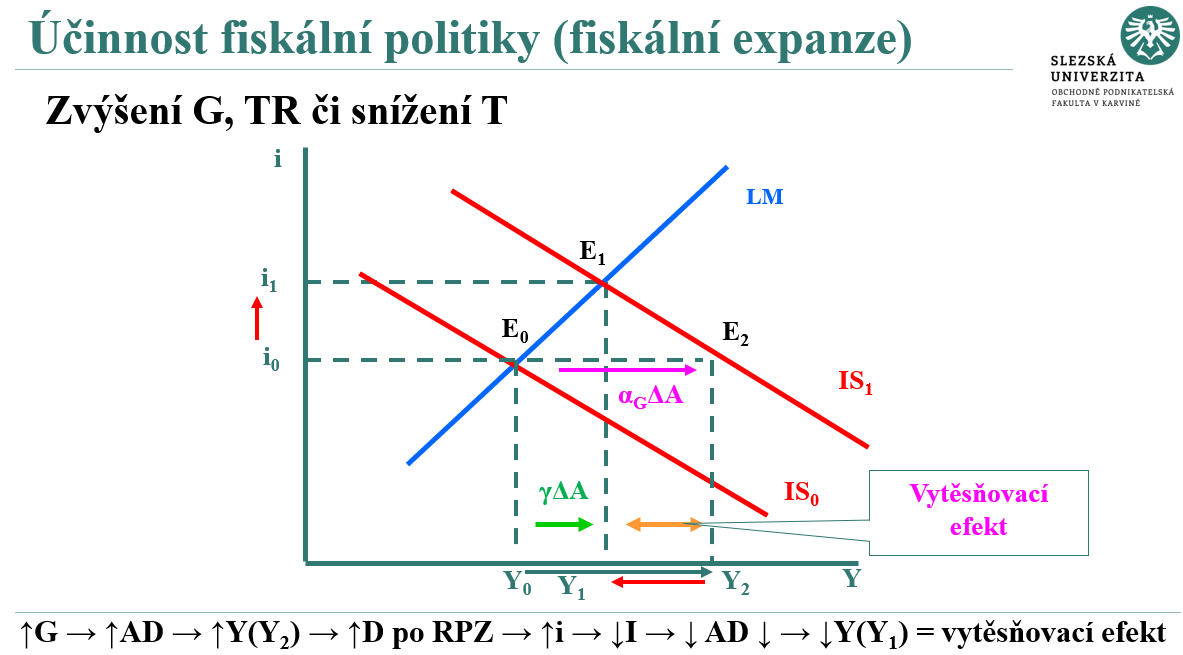 Účinnost fiskální politiky (fiskální expanze)
SLEZSKÁ
UNIVERZITA
OBCHODNĚ PODNIKATELSKÁ
FAKULTA V KARVINÉ
Zvýšení G, TR či snížení T
i
LM
E₁
i₁
E₀
E₂
i₀
IS₁
α_GΔA
γΔA
IS₀
Vytěsňovací
efekt
Y₀
Y₁
Y₂
Y
↑G → ↑AD → ↑Y(Y₂) → ↑D po RPZ → ↑i → ↓I → ↓ AD ↓ → ↓Y(Y₁) = vytěsňovací efekt